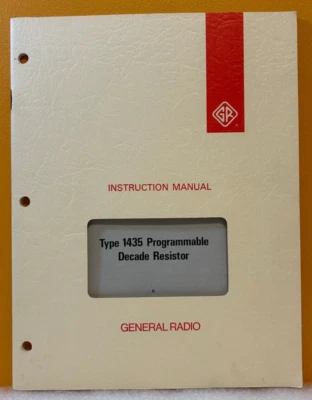 GR
INSTRUCTION MANUAL
Type 1435 Programmable
Decade Resistor
GENERAL RADIO